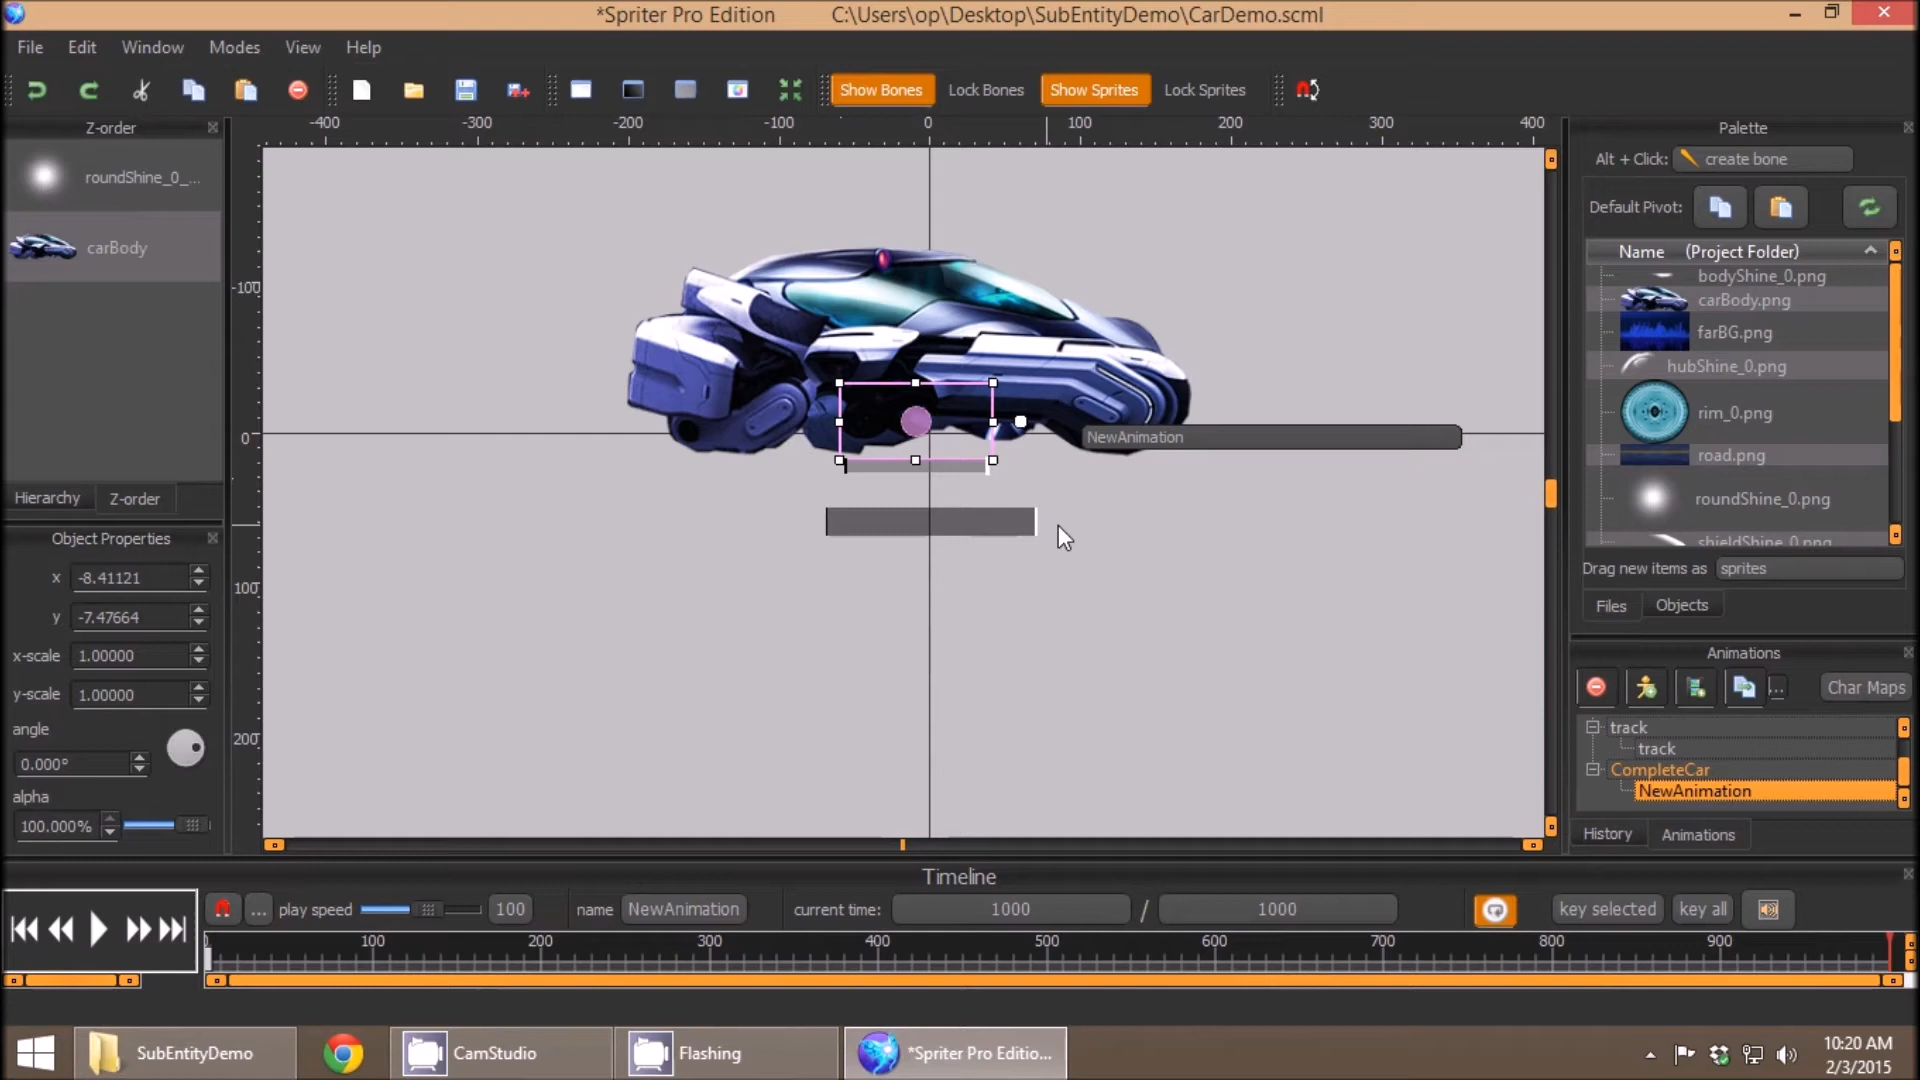 *Spriter Pro Edition C:\Users\op\Desktop\SubEntityDemo\CarDemo.scml
File Edit Window Modes View Help
Show Bones Lock Bones Show Sprites Lock Sprites
Z-order
roundShine_0_...
carBody
Hierarchy Z-order
Object Properties
x -8.41121
y -7.47664
x-scale 1.00000
y-scale 1.00000
angle
0.000°
alpha
100.000%
-400 -300 -200 -100 0 100 200 300 400
-100
0
100
200
NewAnimation
Palette
Alt + Click: create bone
Default Pivot:
Name (Project Folder)
bodyShine_0.png
carBody.png
farBG.png
hubShine_0.png
rim_0.png
road.png
roundShine_0.png
shieldShine_0.png
Drag new items as sprites
Files Objects
Animations
... Char Maps
track
track
CompleteCar
NewAnimation
History Animations
Timeline
... play speed 100 name NewAnimation current time: 1000 / 1000 key selected key all
0 100 200 300 400 500 600 700 800 900
SubEntityDemo CamStudio Flashing *Spriter Pro Editio...
10:20 AM
2/3/2015